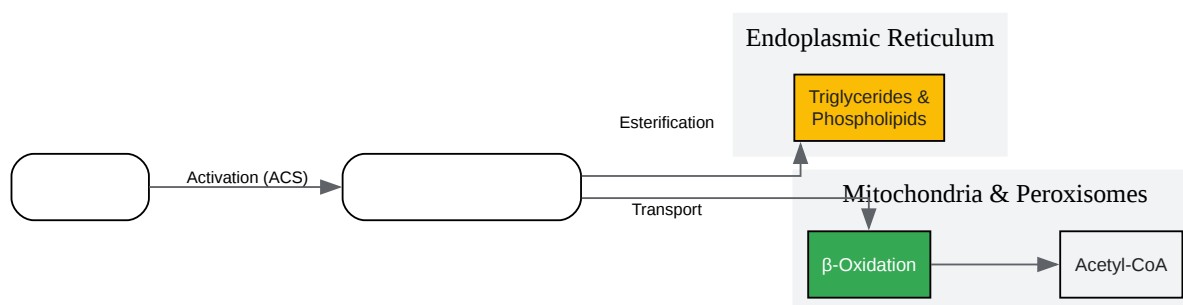 Endoplasmic Reticulum
Triglycerides &
Phospholipids
Esterification
Activation (ACS)
Transport
Mitochondria & Peroxisomes
β-Oxidation
Acetyl-CoA